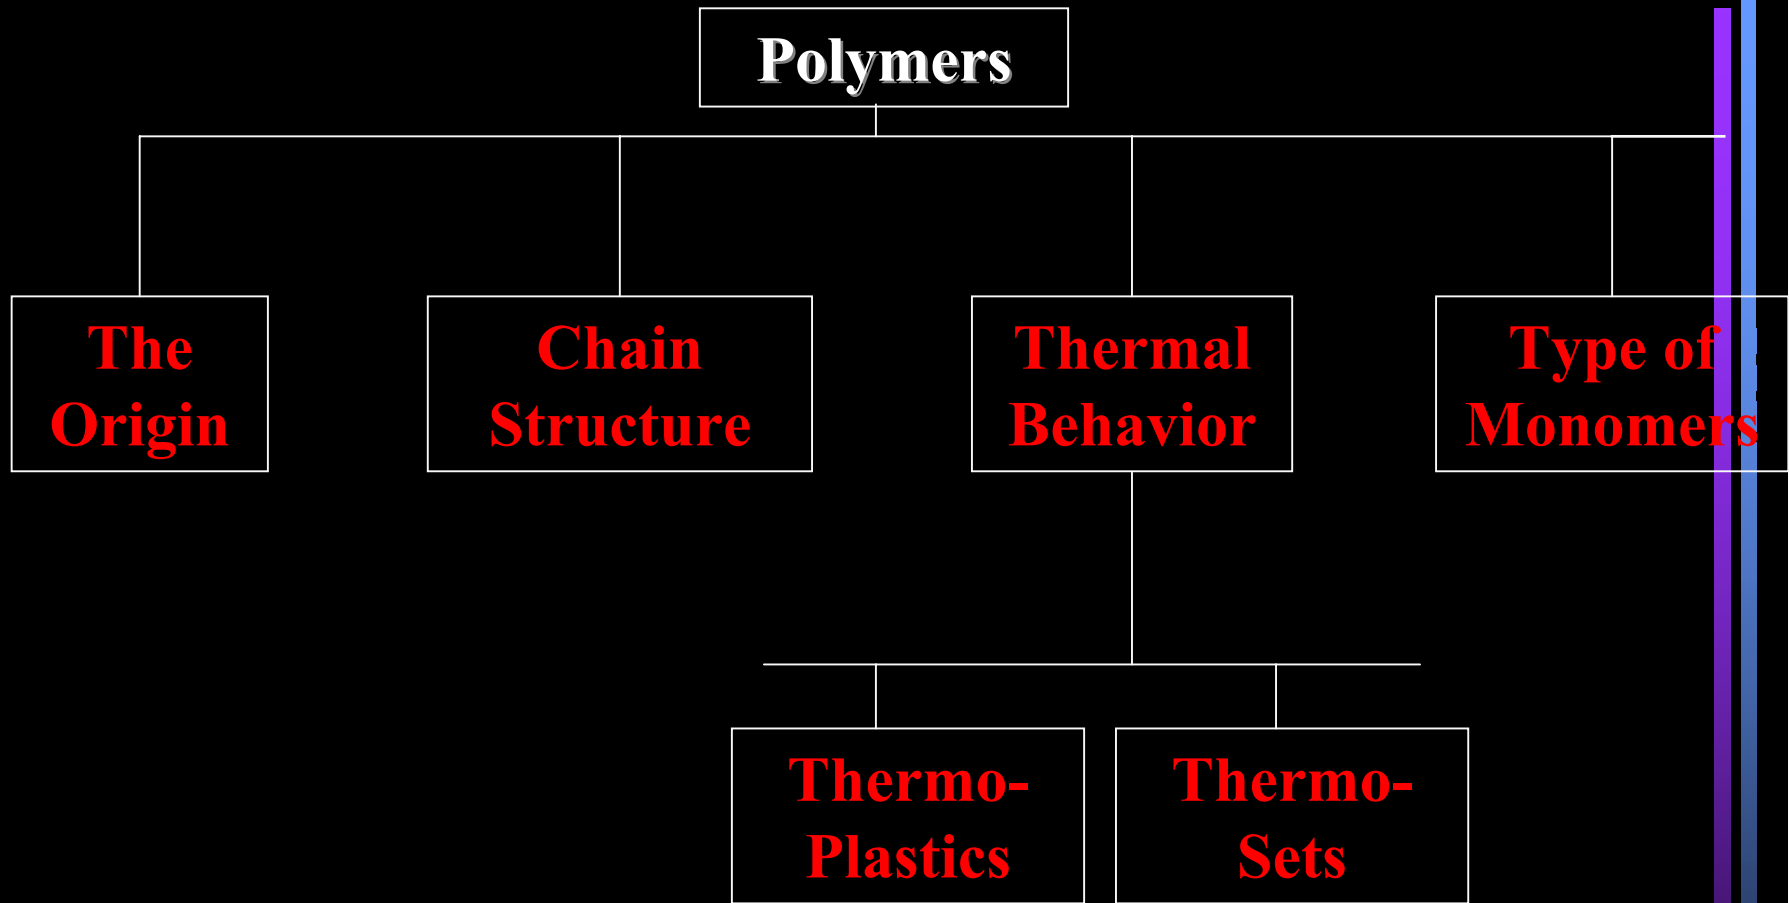 Polymers
The
Origin
Chain
Structure
Thermal
Behavior
Type of
Monomers
Thermo-
Plastics
Thermo-
Sets